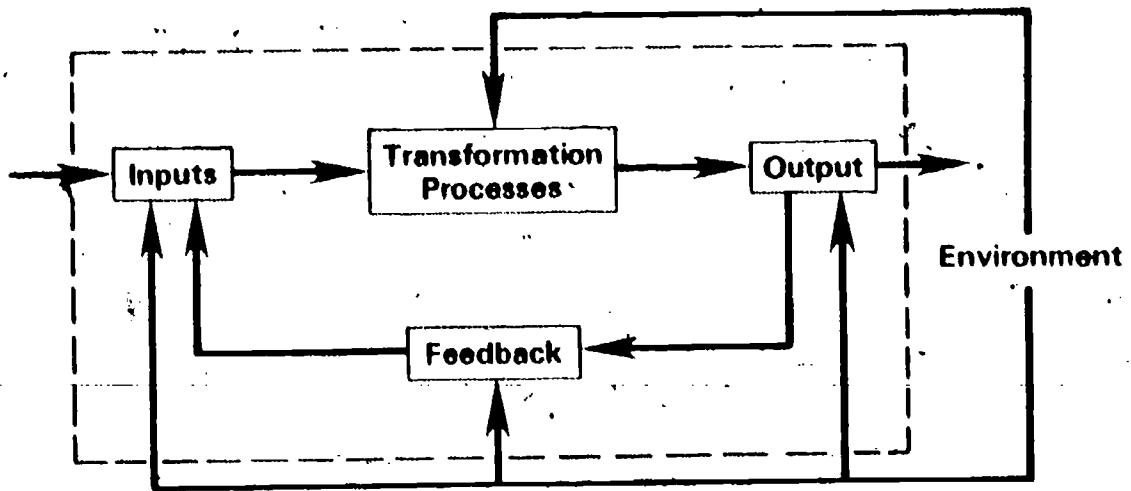 Inputs
Transformation
Processes
Output
Environment
Feedback